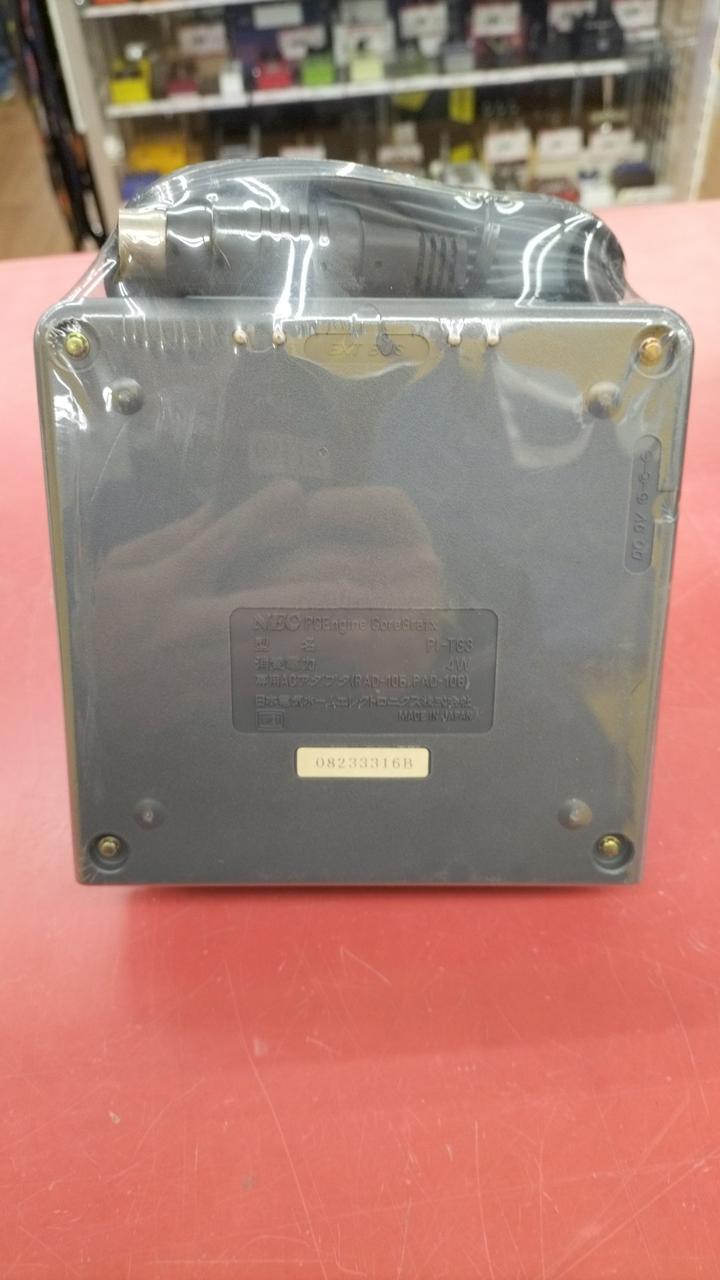 EXT BUS
DC 9V
NEC PCEngine CoreGrafx
型 名 PI-TG3
消費電力 4W
専用ACアダプタ(PAD-105,PAD-106)
日本電気ホームエレクトロニクス株式会社
MADE IN JAPAN
08233316B